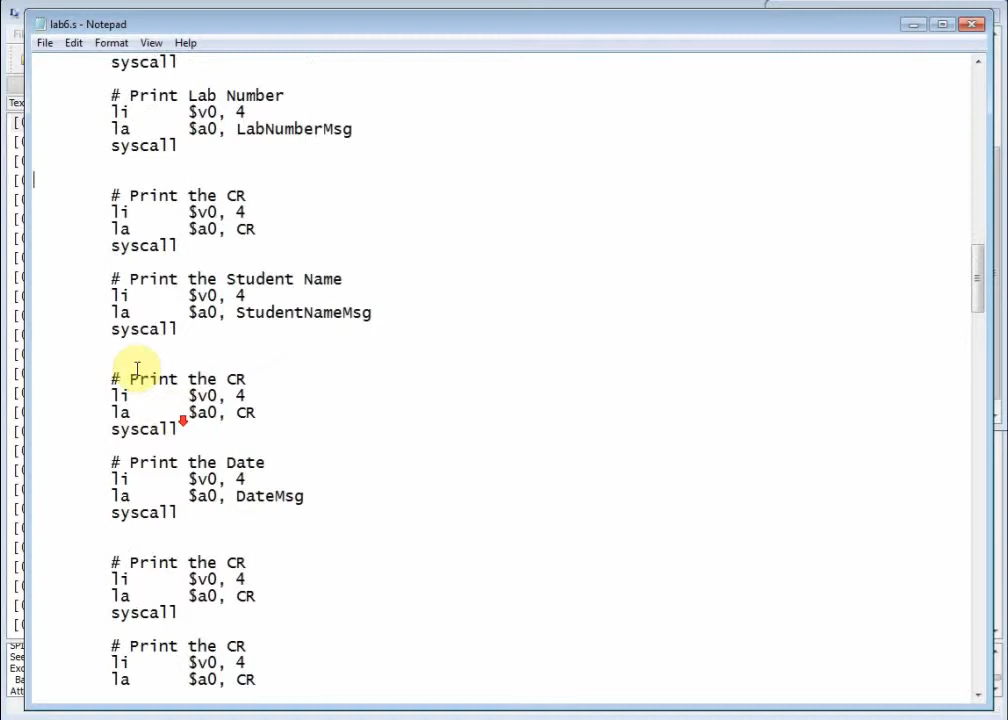 lab6.s - Notepad
File Edit Format View Help
syscall
# Print Lab Number
li $v0, 4
la $a0, LabNumberMsg
syscall
# Print the CR
li $v0, 4
la $a0, CR
syscall
# Print the Student Name
li $v0, 4
la $a0, StudentNameMsg
syscall
# Print the CR
li $v0, 4
la $a0, CR
syscall
# Print the Date
li $v0, 4
la $a0, DateMsg
syscall
# Print the CR
li $v0, 4
la $a0, CR
syscall
# Print the CR
li $v0, 4
la $a0, CR